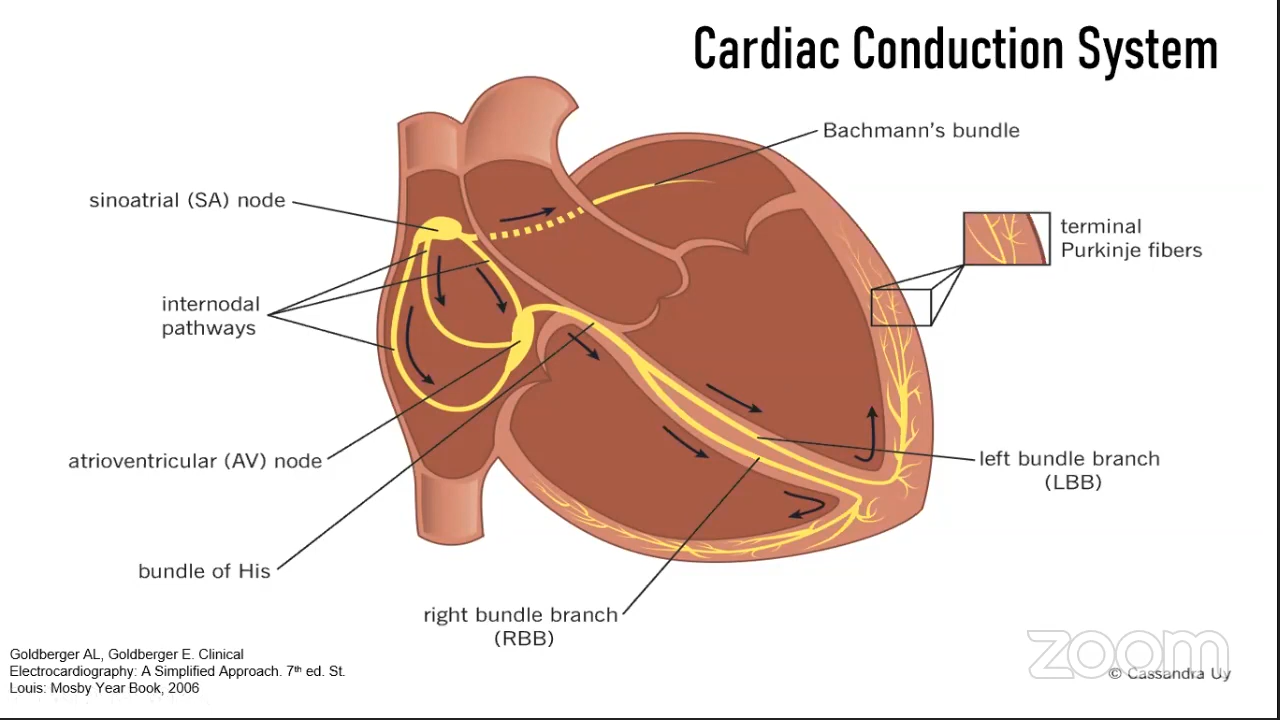 Cardiac Conduction System
Bachmann's bundle
sinoatrial (SA) node
terminal
Purkinje fibers
internodal
pathways
atrioventricular (AV) node
left bundle branch
(LBB)
bundle of His
right bundle branch
(RBB)
Goldberger AL, Goldberger E. Clinical
Electrocardiography: A Simplified Approach. 7th ed. St.
Louis: Mosby Year Book, 2006
zoom
© Cassandra Uy